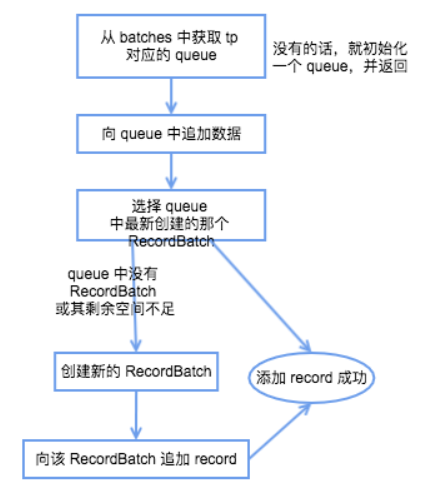 从 batches 中获取 tp
对应的 queue
没有的话，就初始化
一个 queue，并返回
向 queue 中追加数据
选择 queue
中最新创建的那个
RecordBatch
queue 中没有
RecordBatch
或其剩余空间不足
创建新的 RecordBatch
添加 record 成功
向该 RecordBatch 追加 record